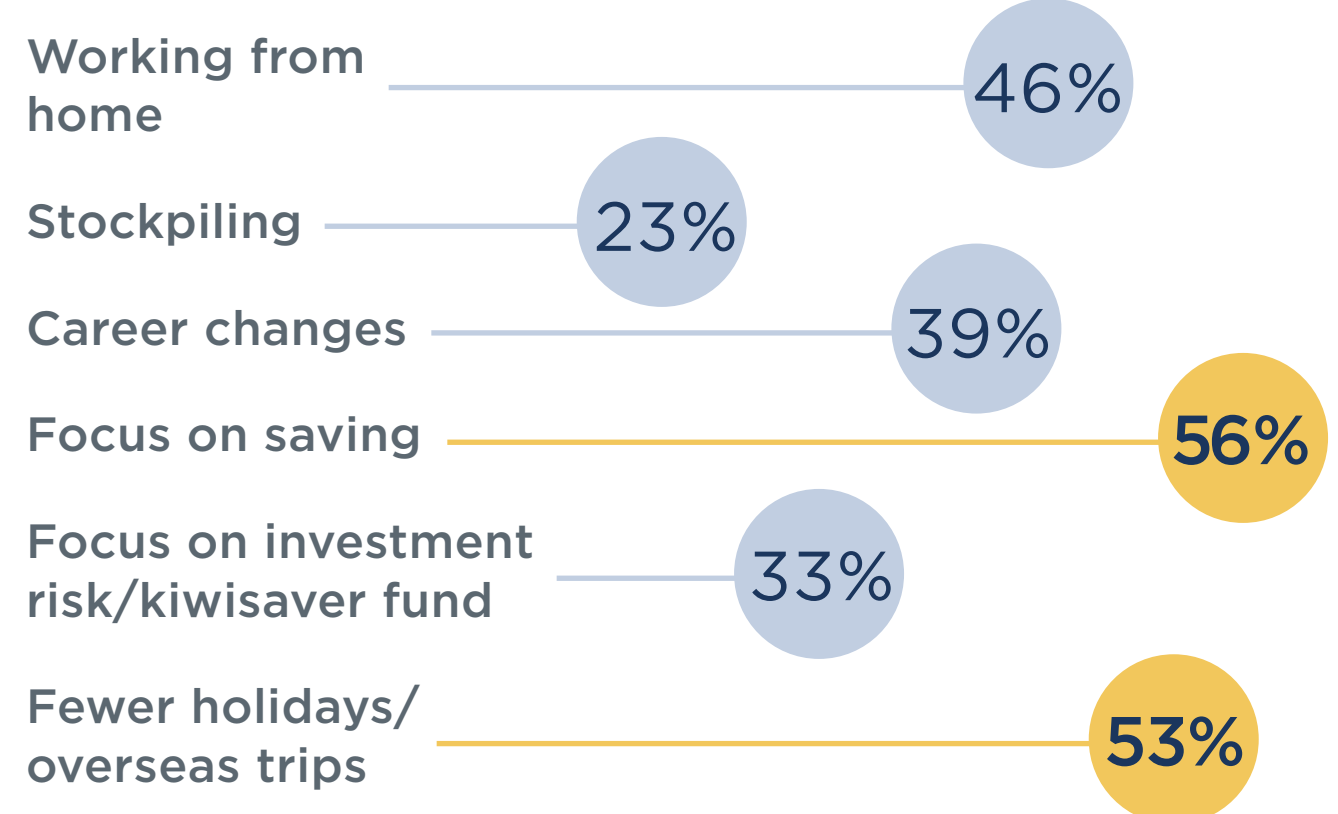 Working from
home
46%
Stockpiling
23%
Career changes
39%
Focus on saving
56%
Focus on investment
risk/kiwisaver fund
33%
Fewer holidays/
overseas trips
53%